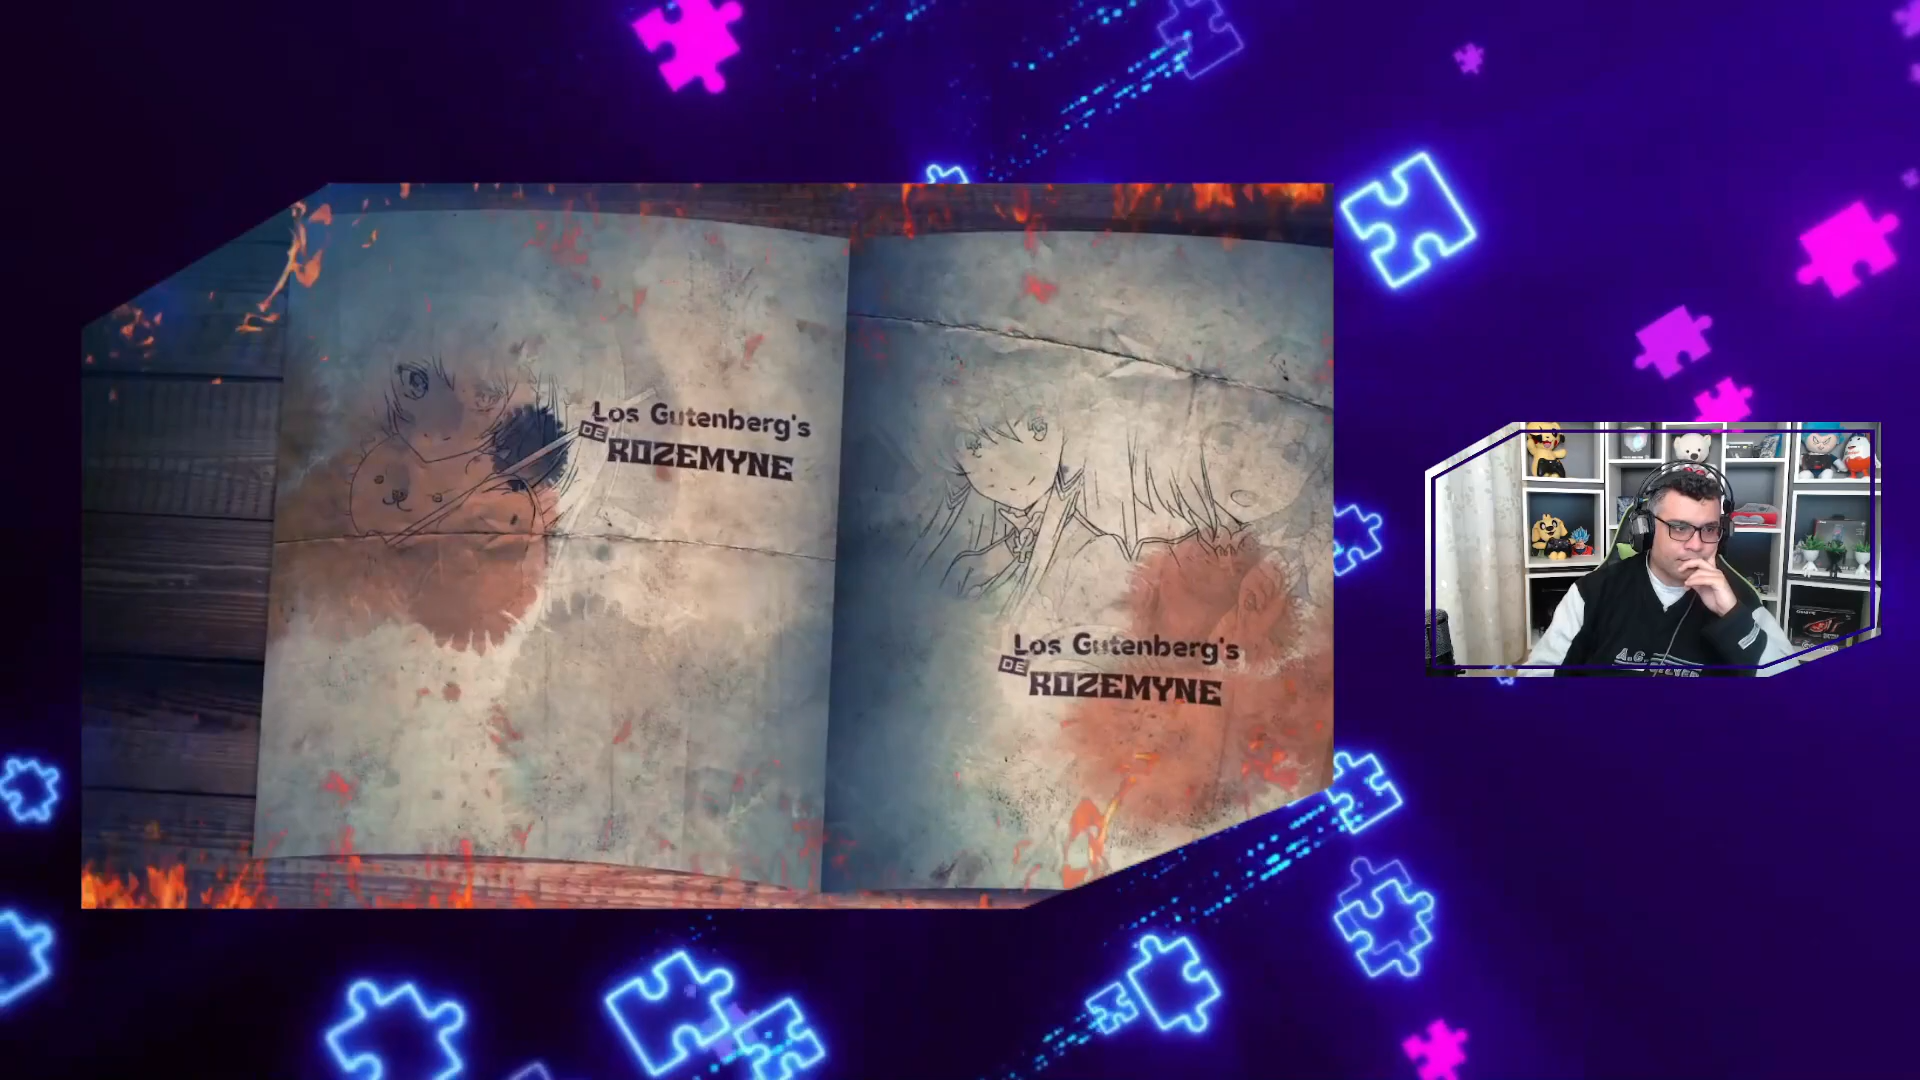 Los Gutenberg's
DE
ROZEMYNE
Los Gutenberg's
DE
ROZEMYNE